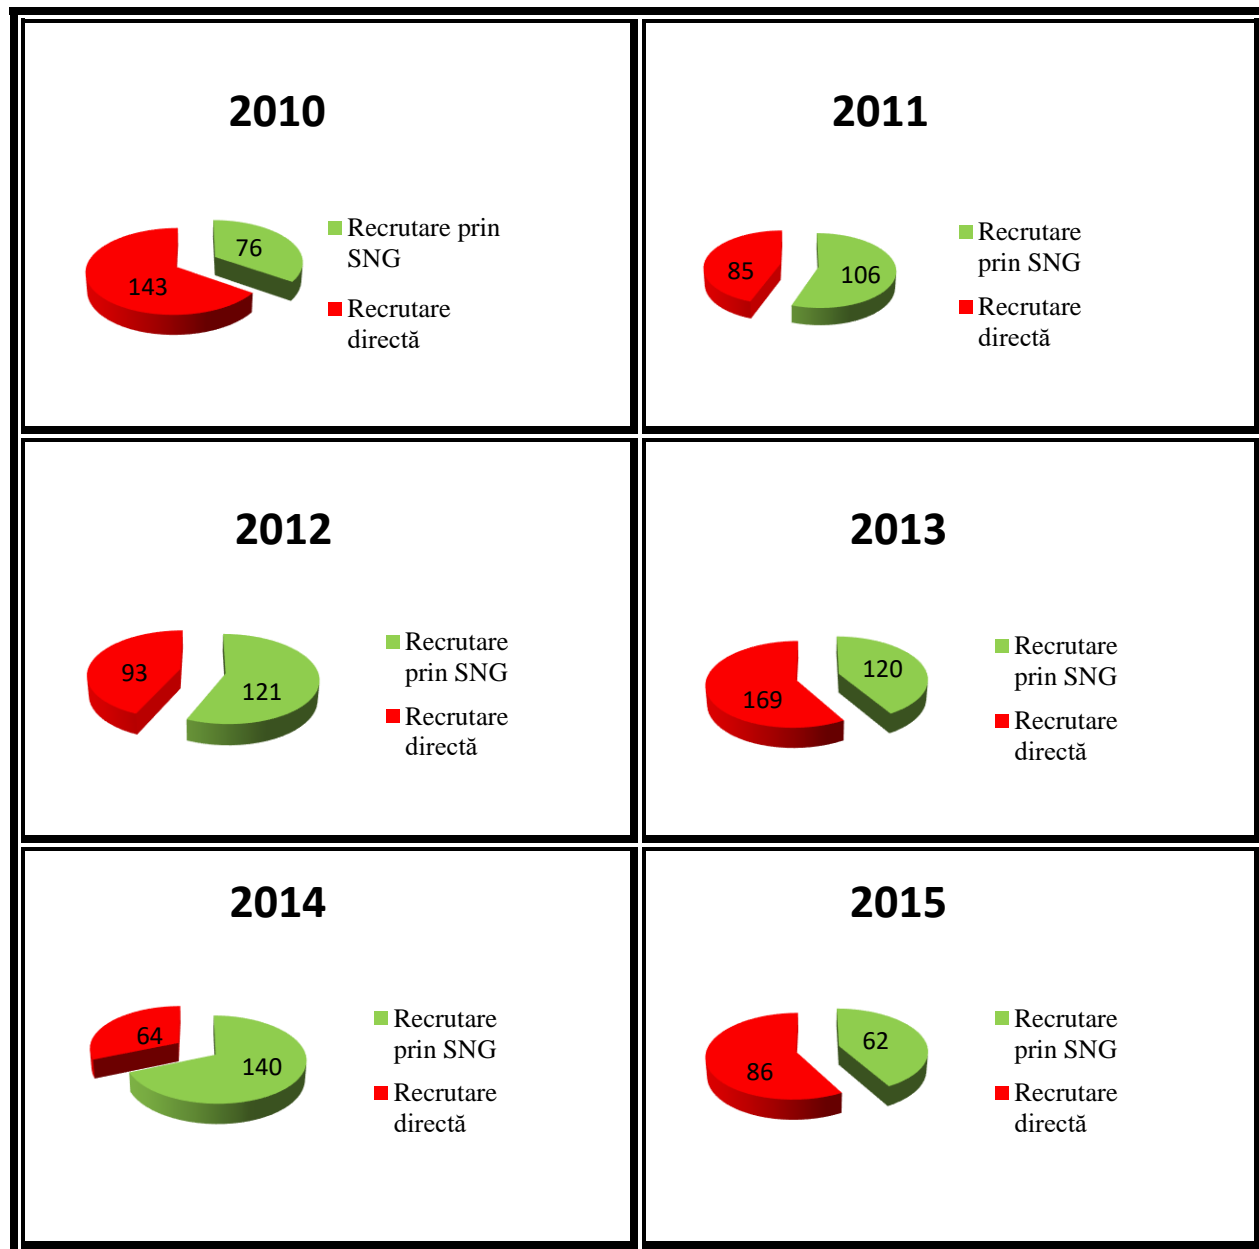 2010
76
143
Recrutare prin
SNG
Recrutare
directă
2011
85
106
Recrutare
prin SNG
Recrutare
directă
2012
93
121
Recrutare
prin SNG
Recrutare
directă
2013
120
169
Recrutare
prin SNG
Recrutare
directă
2014
64
140
Recrutare
prin SNG
Recrutare
directă
2015
62
86
Recrutare
prin SNG
Recrutare
directă